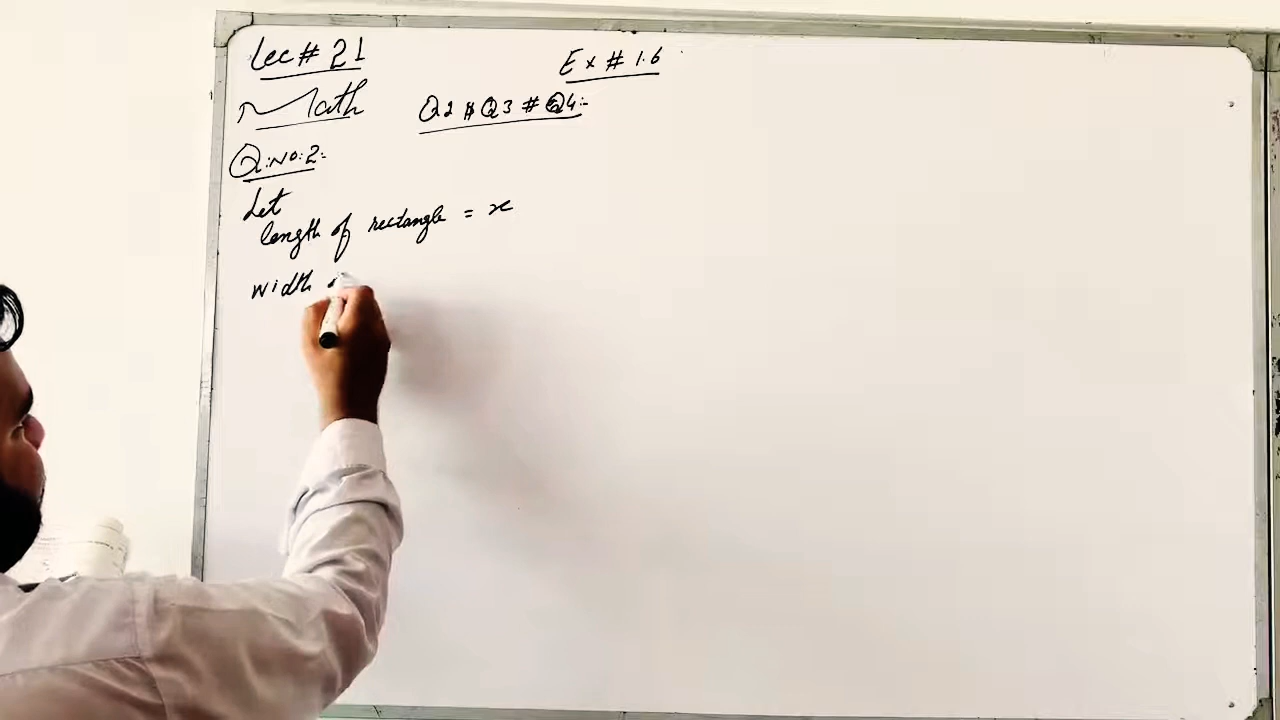 Lec # 21
Ex # 1.6
Math
Q2 # Q3 # Q4:-
Q:No:2:-
Let
length of rectangle = x
width